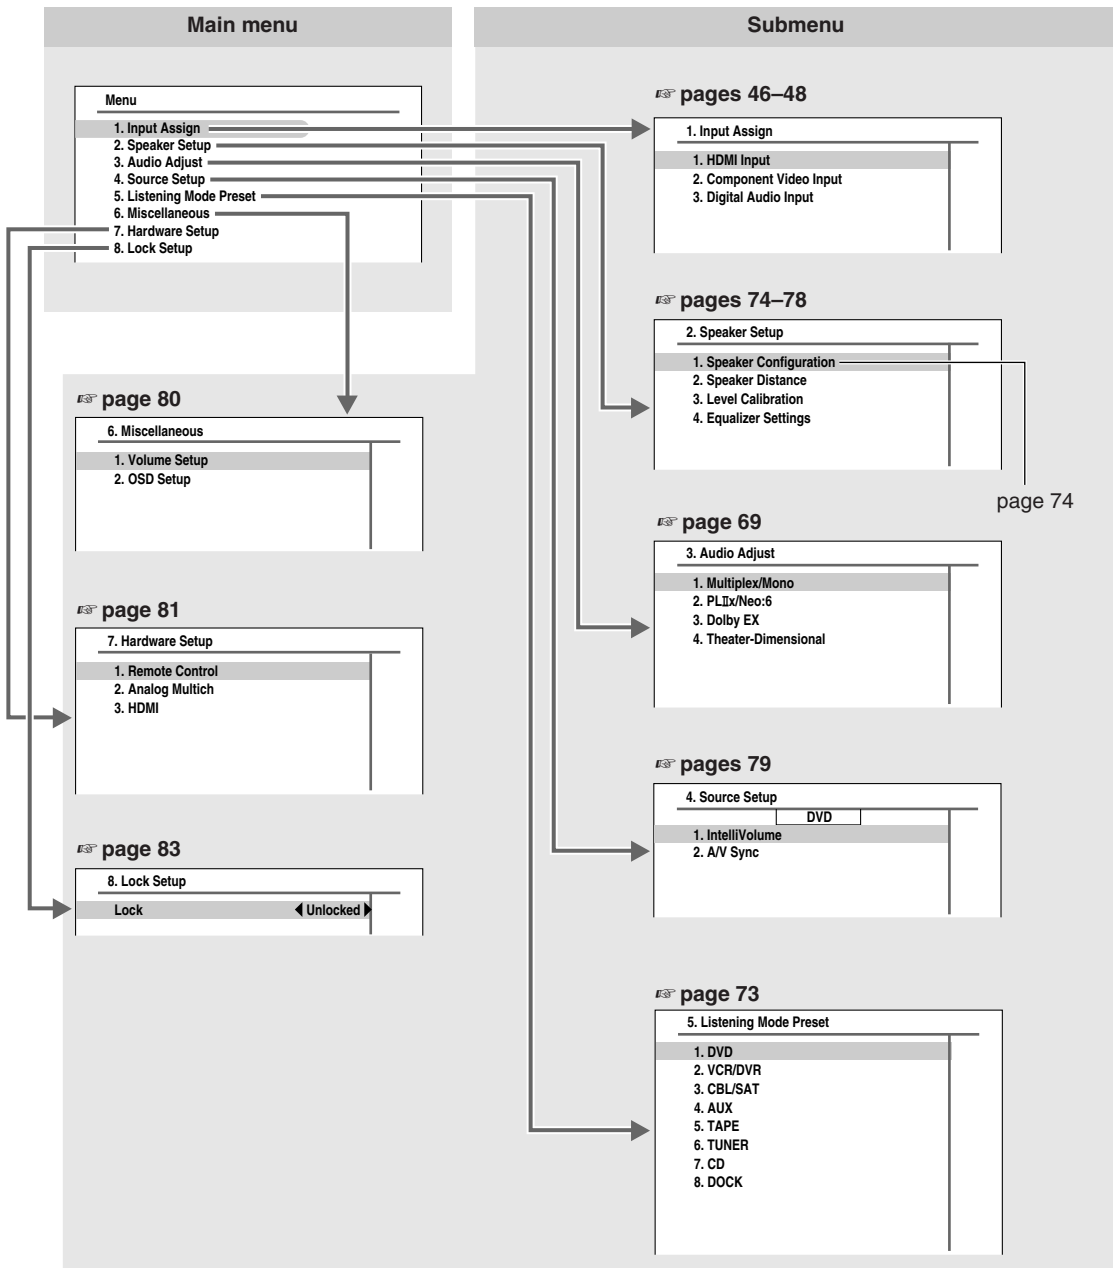 Main menu
Submenu
Menu
1. Input Assign
2. Speaker Setup
3. Audio Adjust
4. Source Setup
5. Listening Mode Preset
6. Miscellaneous
7. Hardware Setup
8. Lock Setup
☞ pages 46–48
1. Input Assign
1. HDMI Input
2. Component Video Input
3. Digital Audio Input
☞ pages 74–78
2. Speaker Setup
1. Speaker Configuration
2. Speaker Distance
3. Level Calibration
4. Equalizer Settings
page 74
☞ page 80
6. Miscellaneous
1. Volume Setup
2. OSD Setup
☞ page 69
3. Audio Adjust
1. Multiplex/Mono
2. PLⅡx/Neo:6
3. Dolby EX
4. Theater-Dimensional
☞ page 81
7. Hardware Setup
1. Remote Control
2. Analog Multich
3. HDMI
☞ pages 79
4. Source Setup
DVD
1. IntelliVolume
2. A/V Sync
☞ page 83
8. Lock Setup
Lock ◀ Unlocked ▶
☞ page 73
5. Listening Mode Preset
1. DVD
2. VCR/DVR
3. CBL/SAT
4. AUX
5. TAPE
6. TUNER
7. CD
8. DOCK